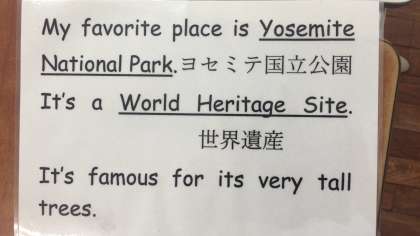 My favorite place is Yosemite
National Park.ヨセミテ国立公園
It's a World Heritage Site.
世界遺産
It's famous for its very tall
trees.